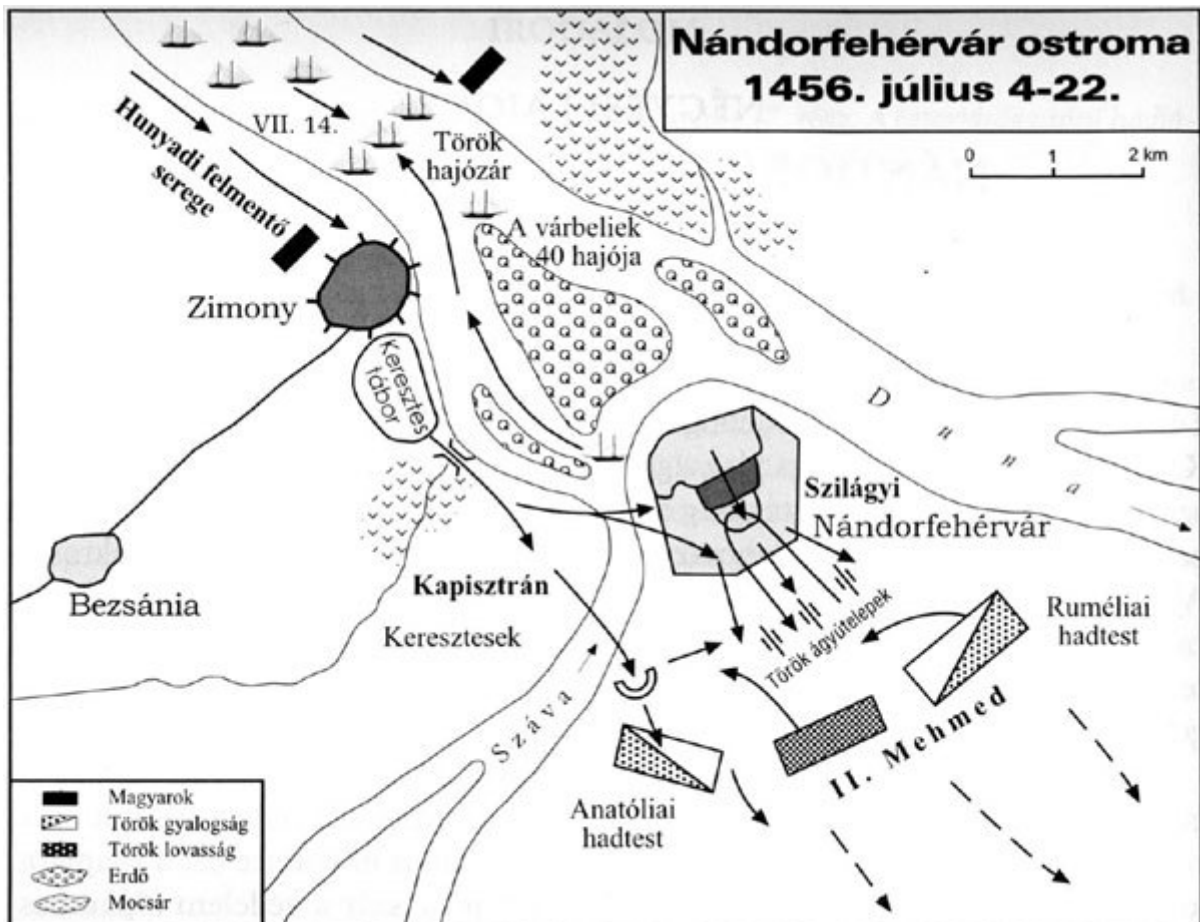 Nándorfehérvár ostroma
1456. július 4-22.
0 1 2 km
Hunyadi felmentő
serege
VII. 14.
Török
hajózár
A várbeliek
40 hajója
Zimony
Keresztes
tábor
Duna
Szilágyi
Nándorfehérvár
Bezsánia
Kapisztrán
Keresztesek
Török ágyútelepek
Ruméliai
hadtest
Száva
II. Mehmed
Anatóliai
hadtest
Magyarok
Török gyalogság
Török lovasság
Erdő
Mocsár